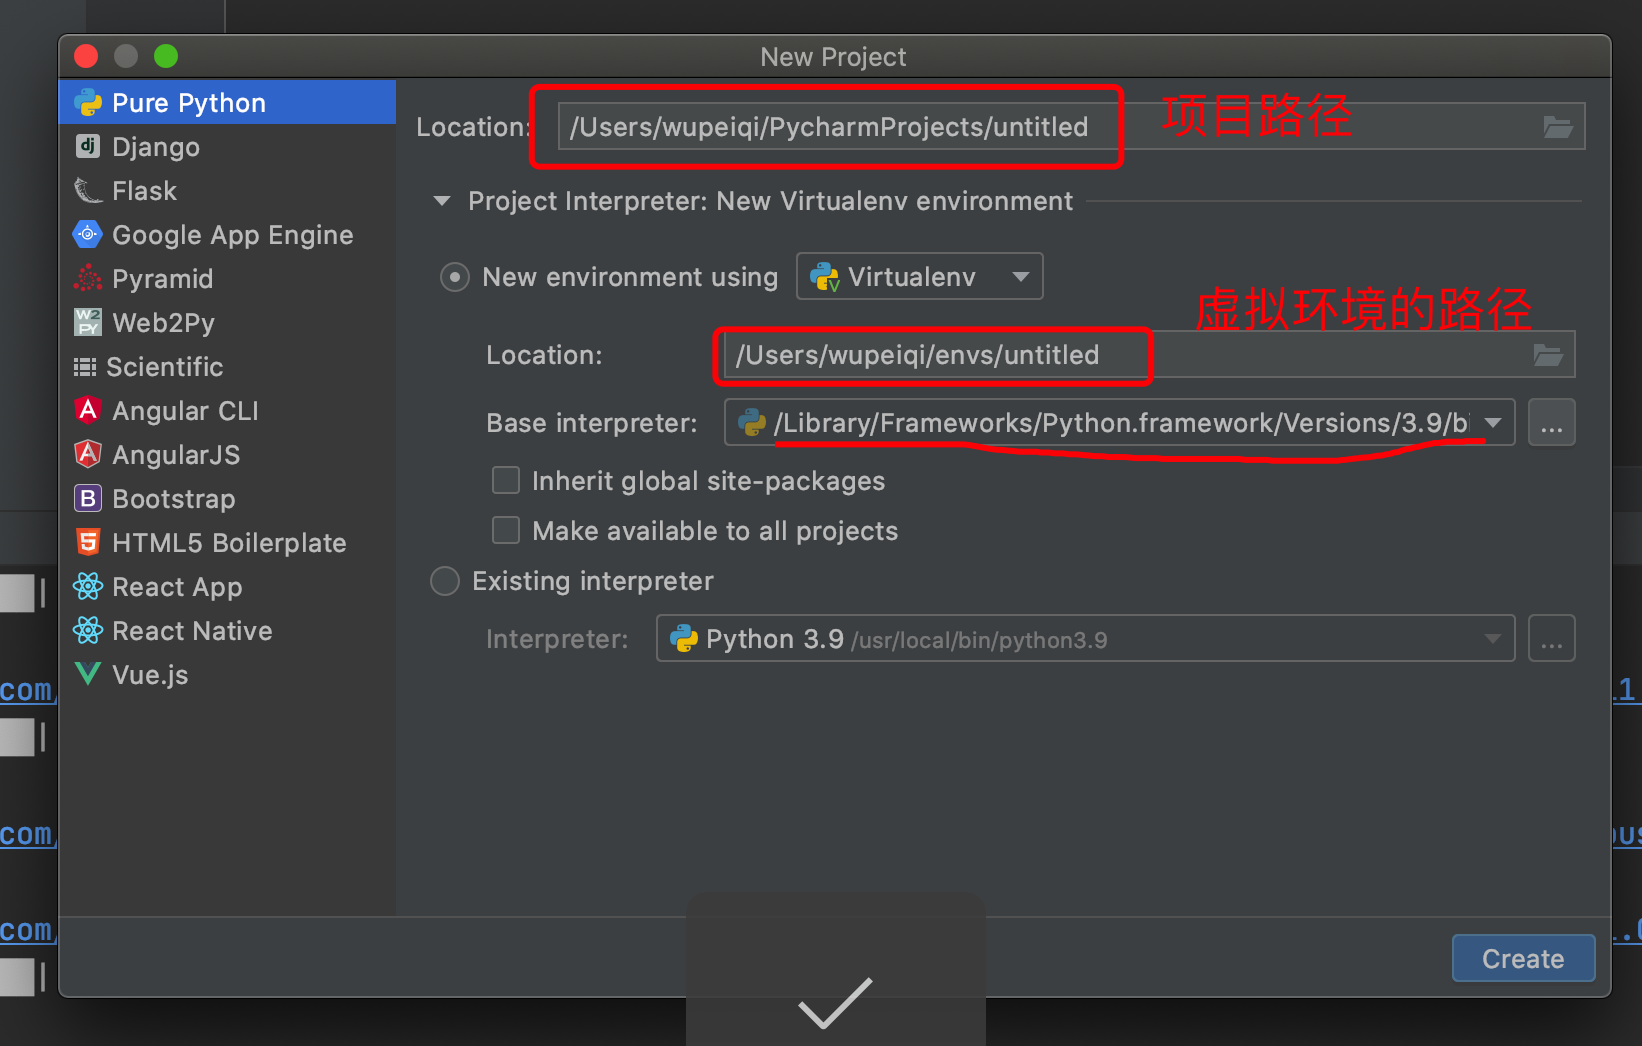 New Project
Pure Python
Django
Flask
Google App Engine
Pyramid
Web2Py
Scientific
Angular CLI
AngularJS
Bootstrap
HTML5 Boilerplate
React App
React Native
Vue.js
Location: /Users/wupeiqi/PycharmProjects/untitled 项目路径
Project Interpreter: New Virtualenv environment
New environment using Virtualenv
虚拟环境的路径
Location: /Users/wupeiqi/envs/untitled
Base interpreter: /Library/Frameworks/Python.framework/Versions/3.9/b ...
Inherit global site-packages
Make available to all projects
Existing interpreter
Interpreter: Python 3.9 /usr/local/bin/python3.9 ...
com/
com/
com/
Create